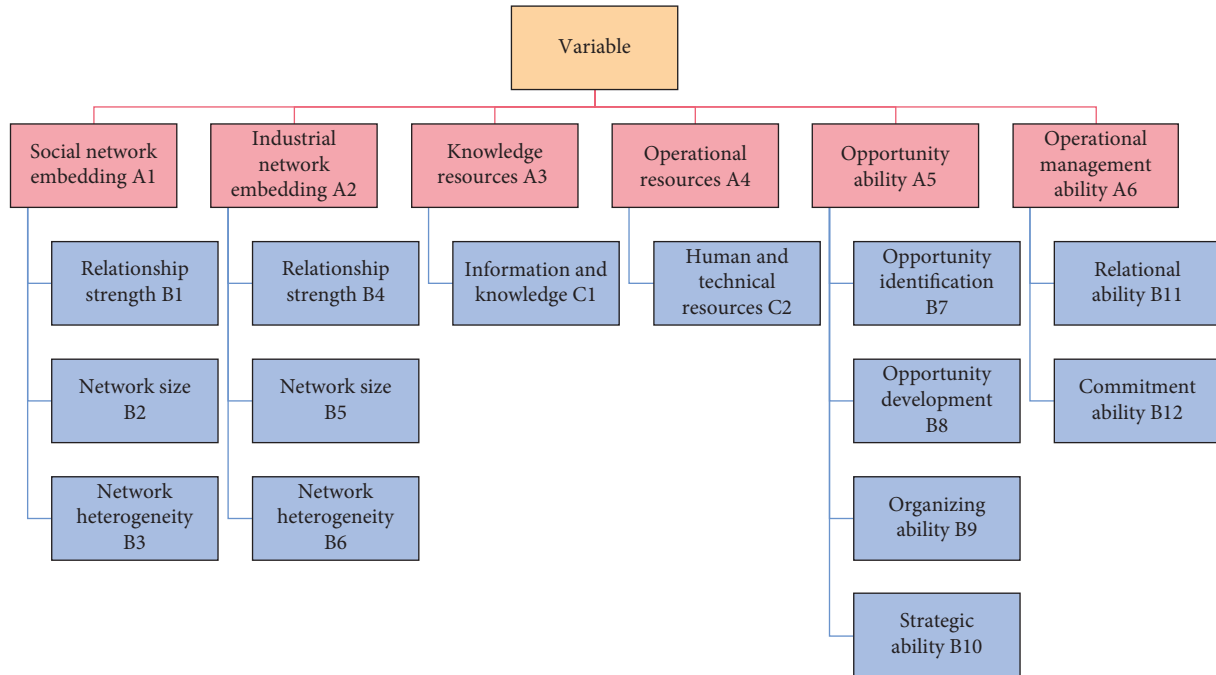 Variable
Social network
embedding A1
Industrial
network
embedding A2
Knowledge
resources A3
Operational
resources A4
Opportunity
ability A5
Operational
management
ability A6
Relationship
strength B1
Relationship
strength B4
Information and
knowledge C1
Human and
technical
resources C2
Opportunity
identification
B7
Relational
ability B11
Network size
B2
Network size
B5
Opportunity
development
B8
Commitment
ability B12
Network
heterogeneity
B3
Network
heterogeneity
B6
Organizing
ability B9
Strategic
ability B10